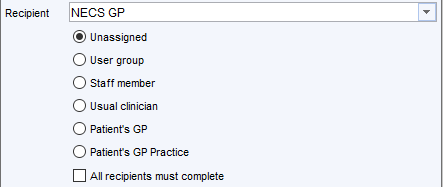 Recipient NECS GP
Unassigned
User group
Staff member
Usual clinician
Patient's GP
Patient's GP Practice
All recipients must complete